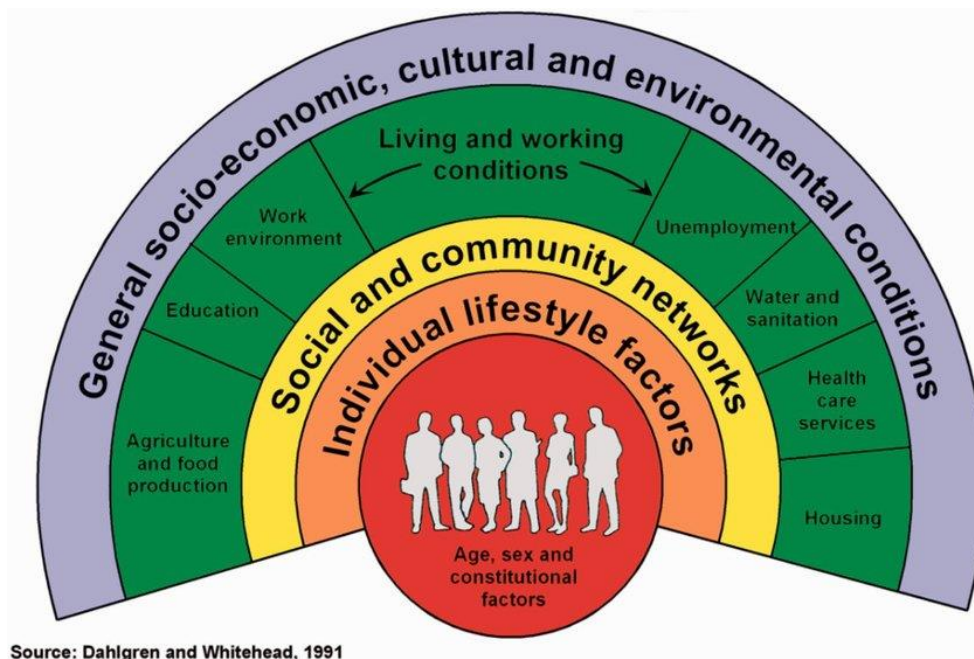 General socio-economic, cultural and environmental conditions
Living and working
conditions
Work
environment
Unemployment
Education
Water and
sanitation
Agriculture
and food
production
Health
care
services
Housing
Social and community networks
Individual lifestyle factors
Age, sex and
constitutional
factors
Source: Dahlgren and Whitehead, 1991